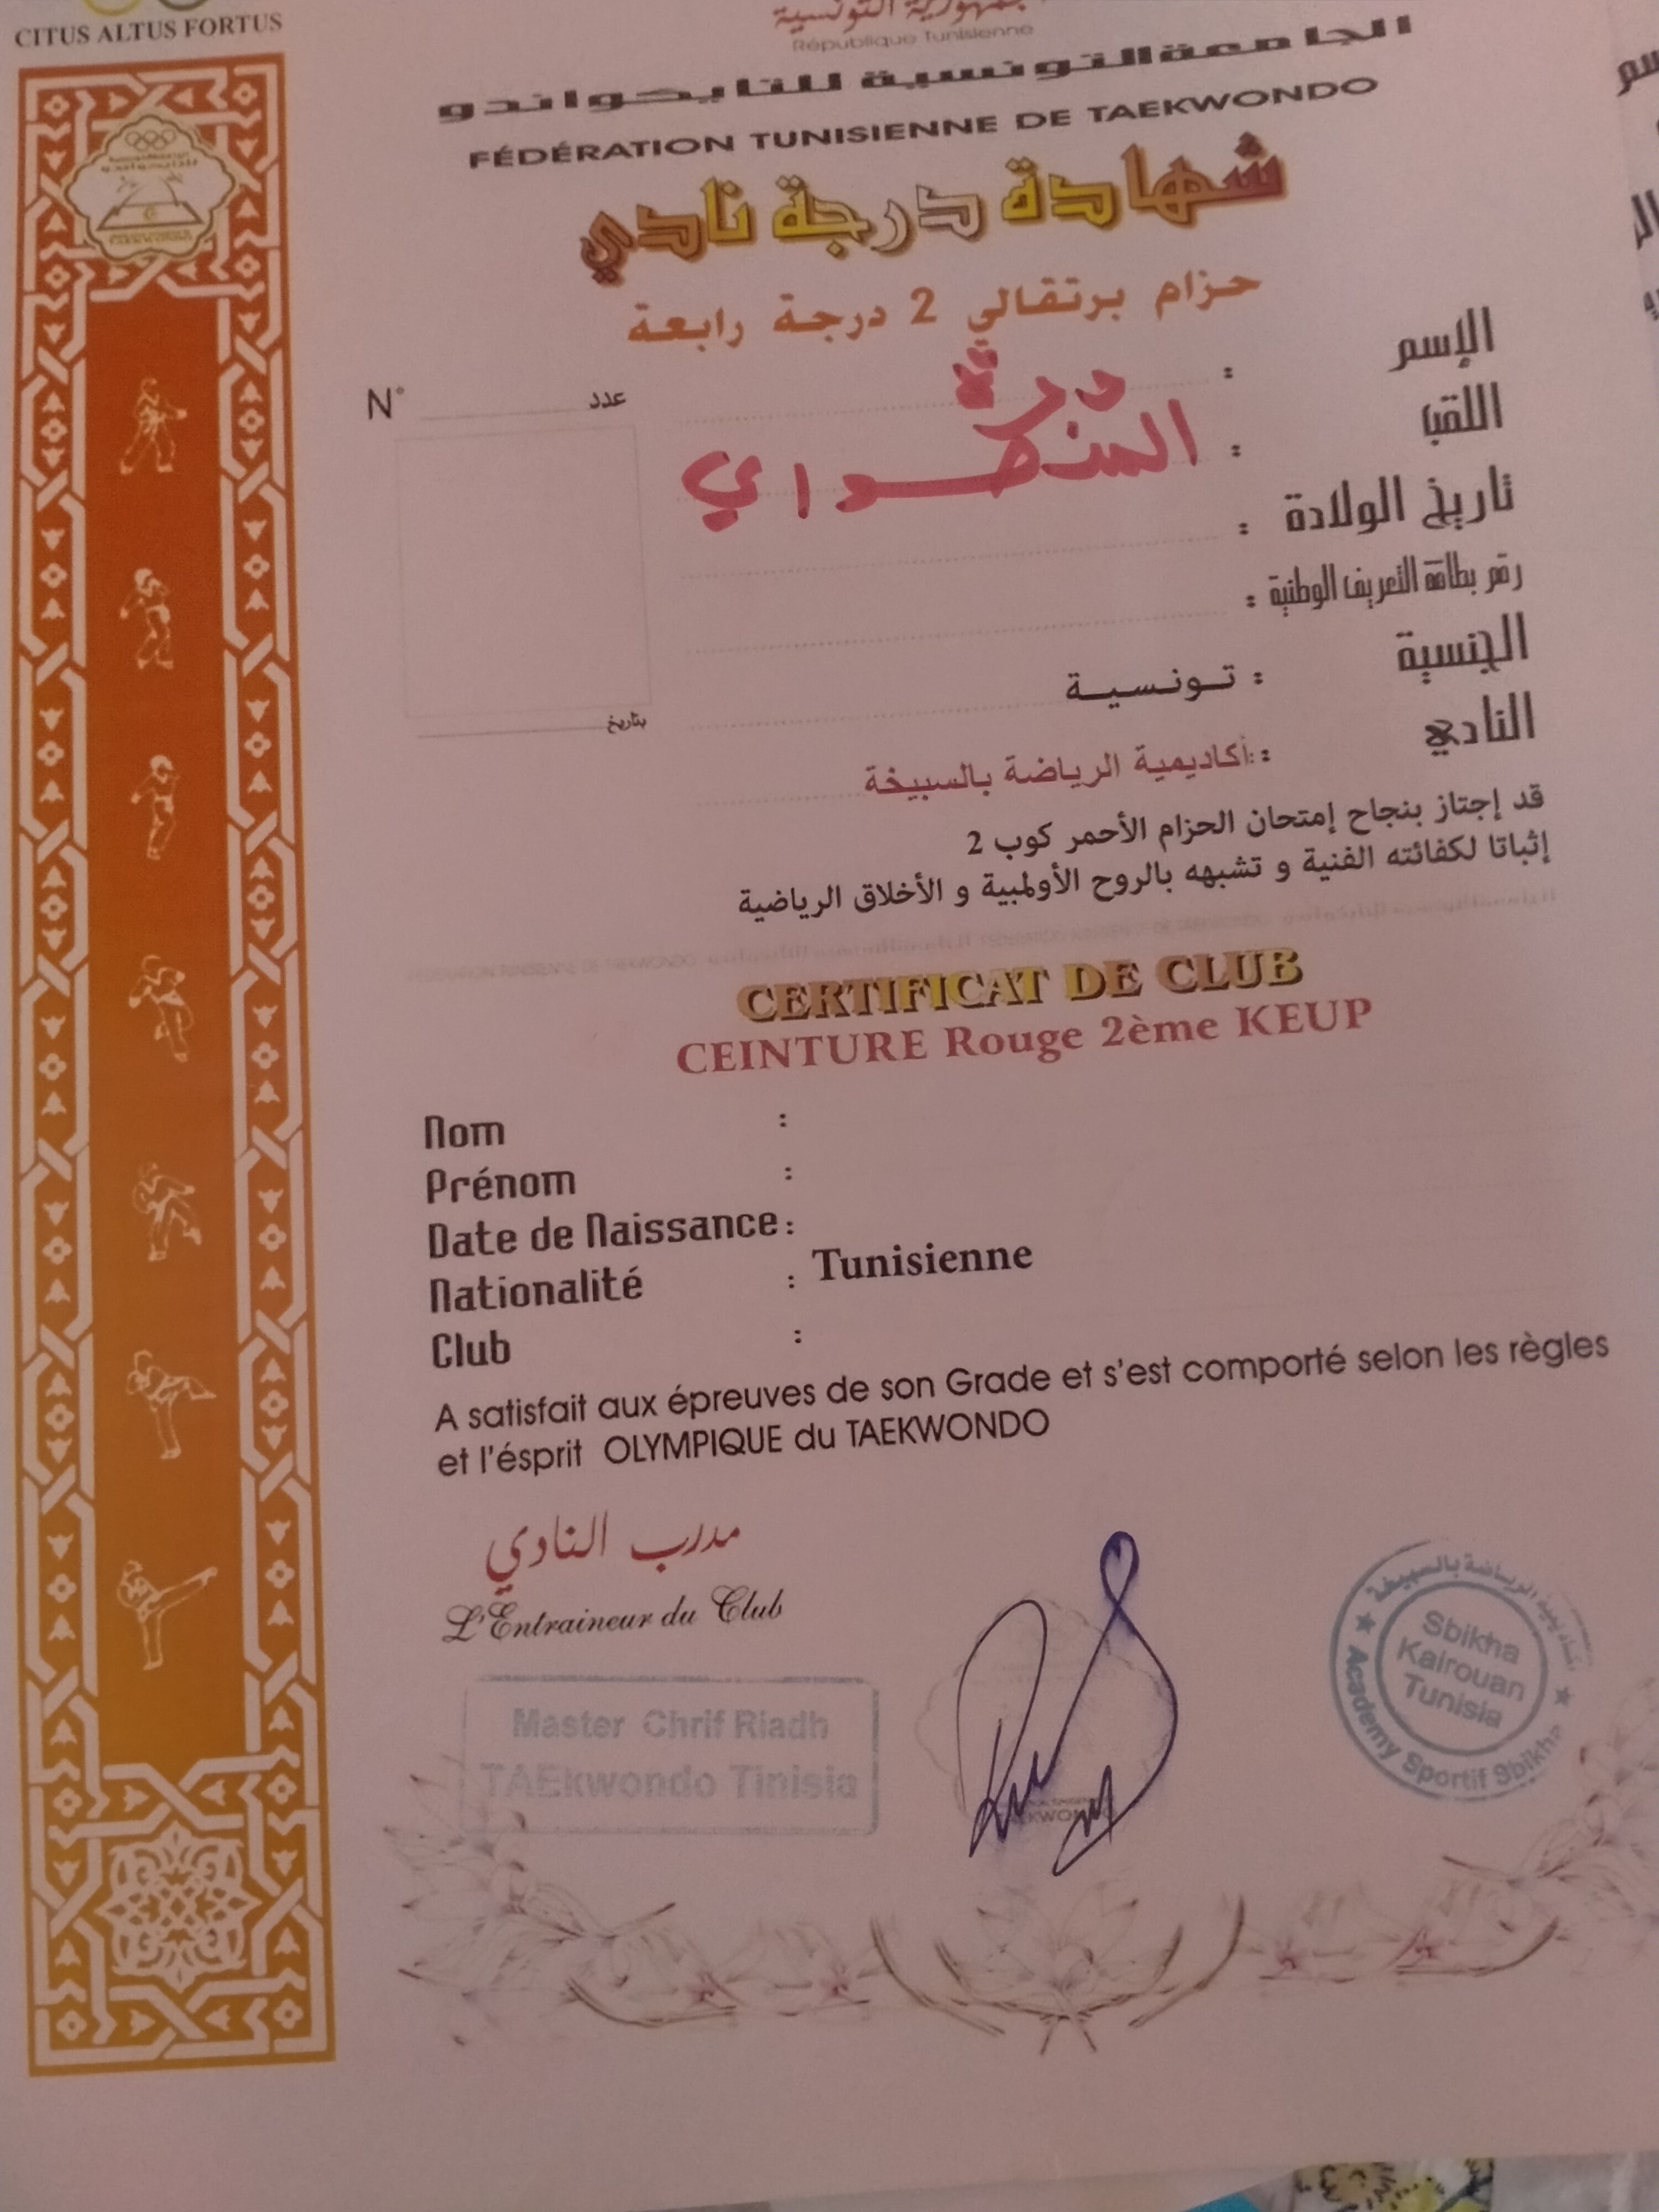 CITUS ALTUS FORTUS
République Tunisienne
الجامعة التونسية للتايكواندو
FÉDÉRATION TUNISIENNE DE TAEKWONDO
شهادة درجة نادي
حزام برتقالي 2 درجة رابعة
الإسم : درة
N° عدد
اللقب :
تاريخ الولادة :
رقم بطاقة التعريف الوطنية :
الجنسية : تونسية
بتاريخ
النادي : أكاديمية الرياضة بالسبيخة
قد إجتاز بنجاح إمتحان الحزام الأحمر كوب 2
إثباتا لكفائته الفنية و تشبهه بالروح الأولمبية و الأخلاق الرياضية
CERTIFICAT DE CLUB
CEINTURE Rouge 2ème KEUP
Nom :
Prénom :
Date de Naissance :
Nationalité : Tunisienne
Club :
A satisfait aux épreuves de son Grade et s'est comporté selon les règles
et l'ésprit OLYMPIQUE du TAEKWONDO
مدرب النادي
L'Entraineur du Club
Master Chrif Riadh
TAEkwondo Tinisia
أكاديمية الرياضة بالسبيخة
Sbikha
Kairouan
Tunisia
Academy Sportif Sbikha